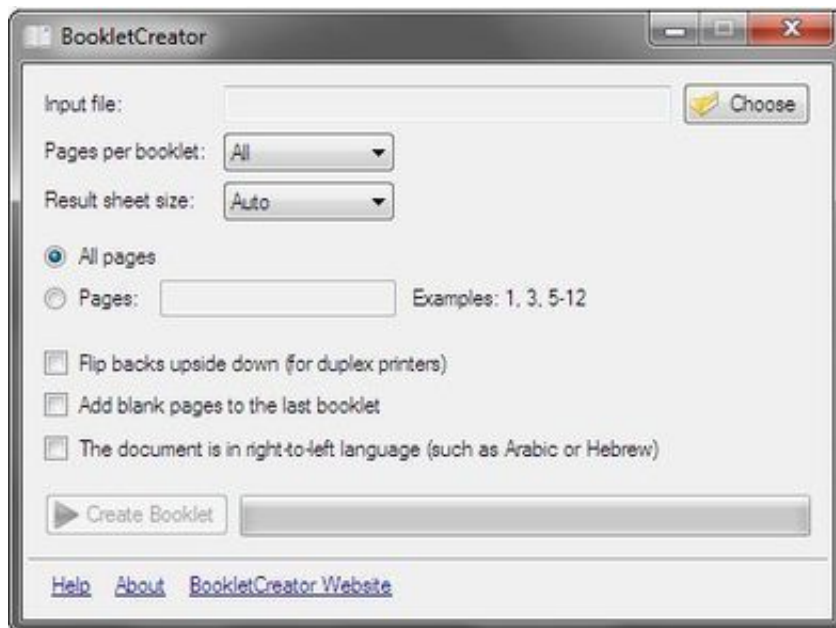 BookletCreator
Input file: Choose
Pages per booklet: All
Result sheet size: Auto
All pages
Pages: Examples: 1, 3, 5-12
Flip backs upside down (for duplex printers)
Add blank pages to the last booklet
The document is in right-to-left language (such as Arabic or Hebrew)
Create Booklet
Help About BookletCreator Website